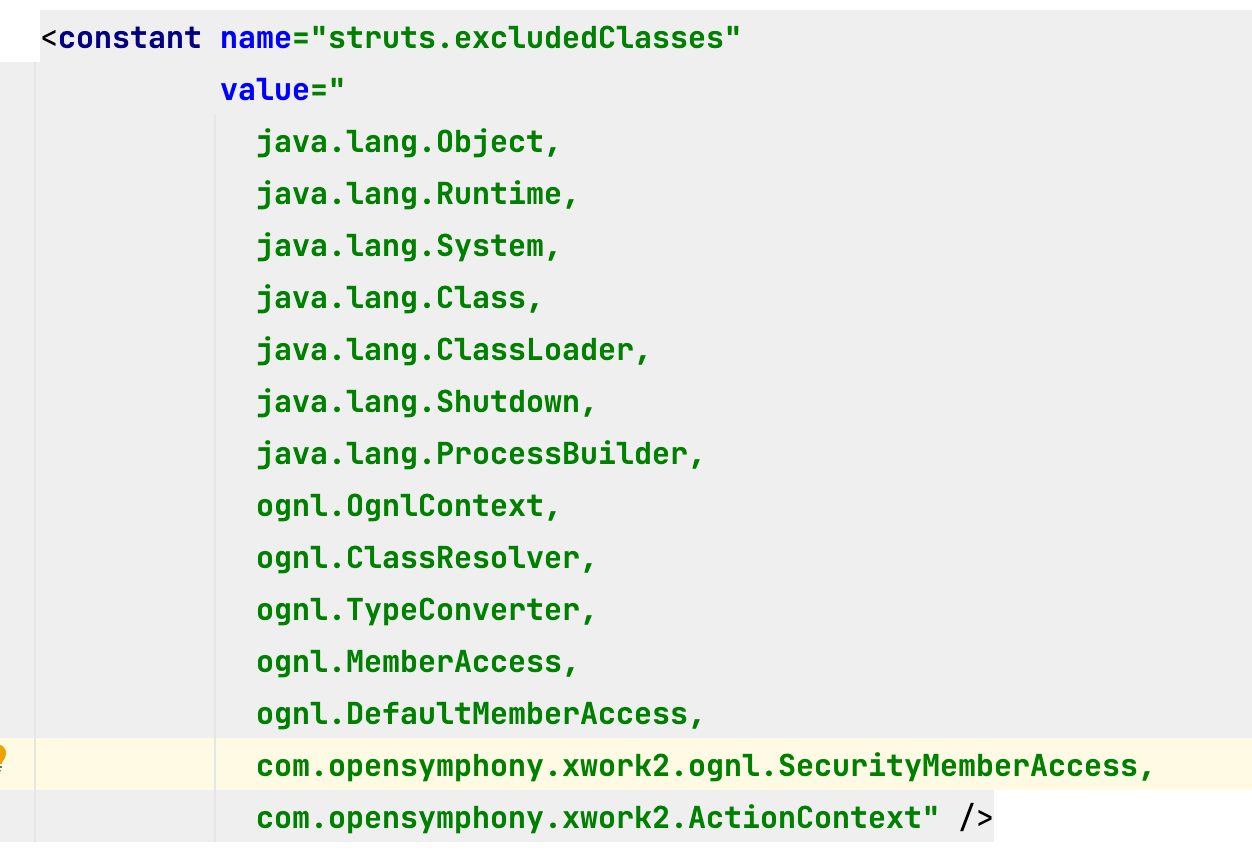 <constant name="struts.excludedClasses"
value="
java.lang.Object,
java.lang.Runtime,
java.lang.System,
java.lang.Class,
java.lang.ClassLoader,
java.lang.Shutdown,
java.lang.ProcessBuilder,
ognl.OgnlContext,
ognl.ClassResolver,
ognl.TypeConverter,
ognl.MemberAccess,
ognl.DefaultMemberAccess,
com.opensymphony.xwork2.ognl.SecurityMemberAccess,
com.opensymphony.xwork2.ActionContext" />